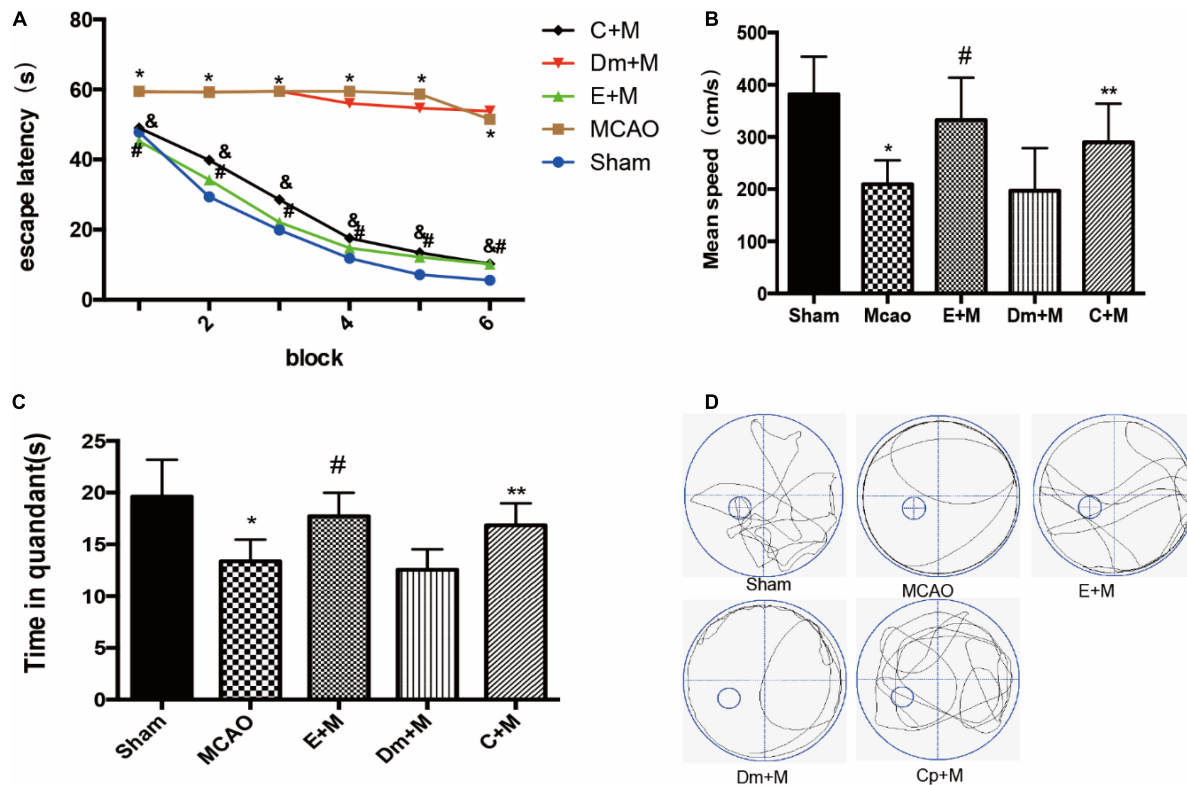 A
escape latency (s)
80
60
40
20
0
2
4
6
block
* * * * * *
& & & & & &
# # # # # #
C+M
Dm+M
E+M
MCAO
Sham
B
Mean speed (cm/s)
500
400
300
200
100
0
* # **
Sham Mcao E+M Dm+M C+M
C
Time in quandant(s)
25
20
15
10
5
0
* # **
Sham MCAO E+M Dm+M C+M
D
Sham MCAO E+M
Dm+M Cp+M